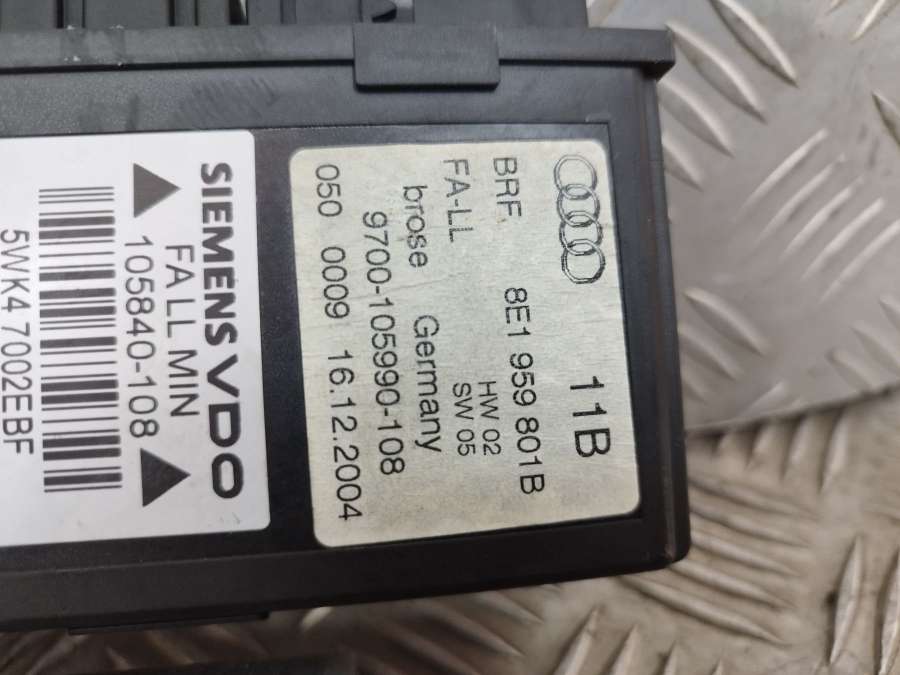 11B
BRF. 8E1 959 801B
FA-LL HW 02
SW 05
brose Germany
9700-105990-108
050 0009 16.12.2004
SIEMENS VDO
FA LL MIN
105840-108
5WK4 7002EBF